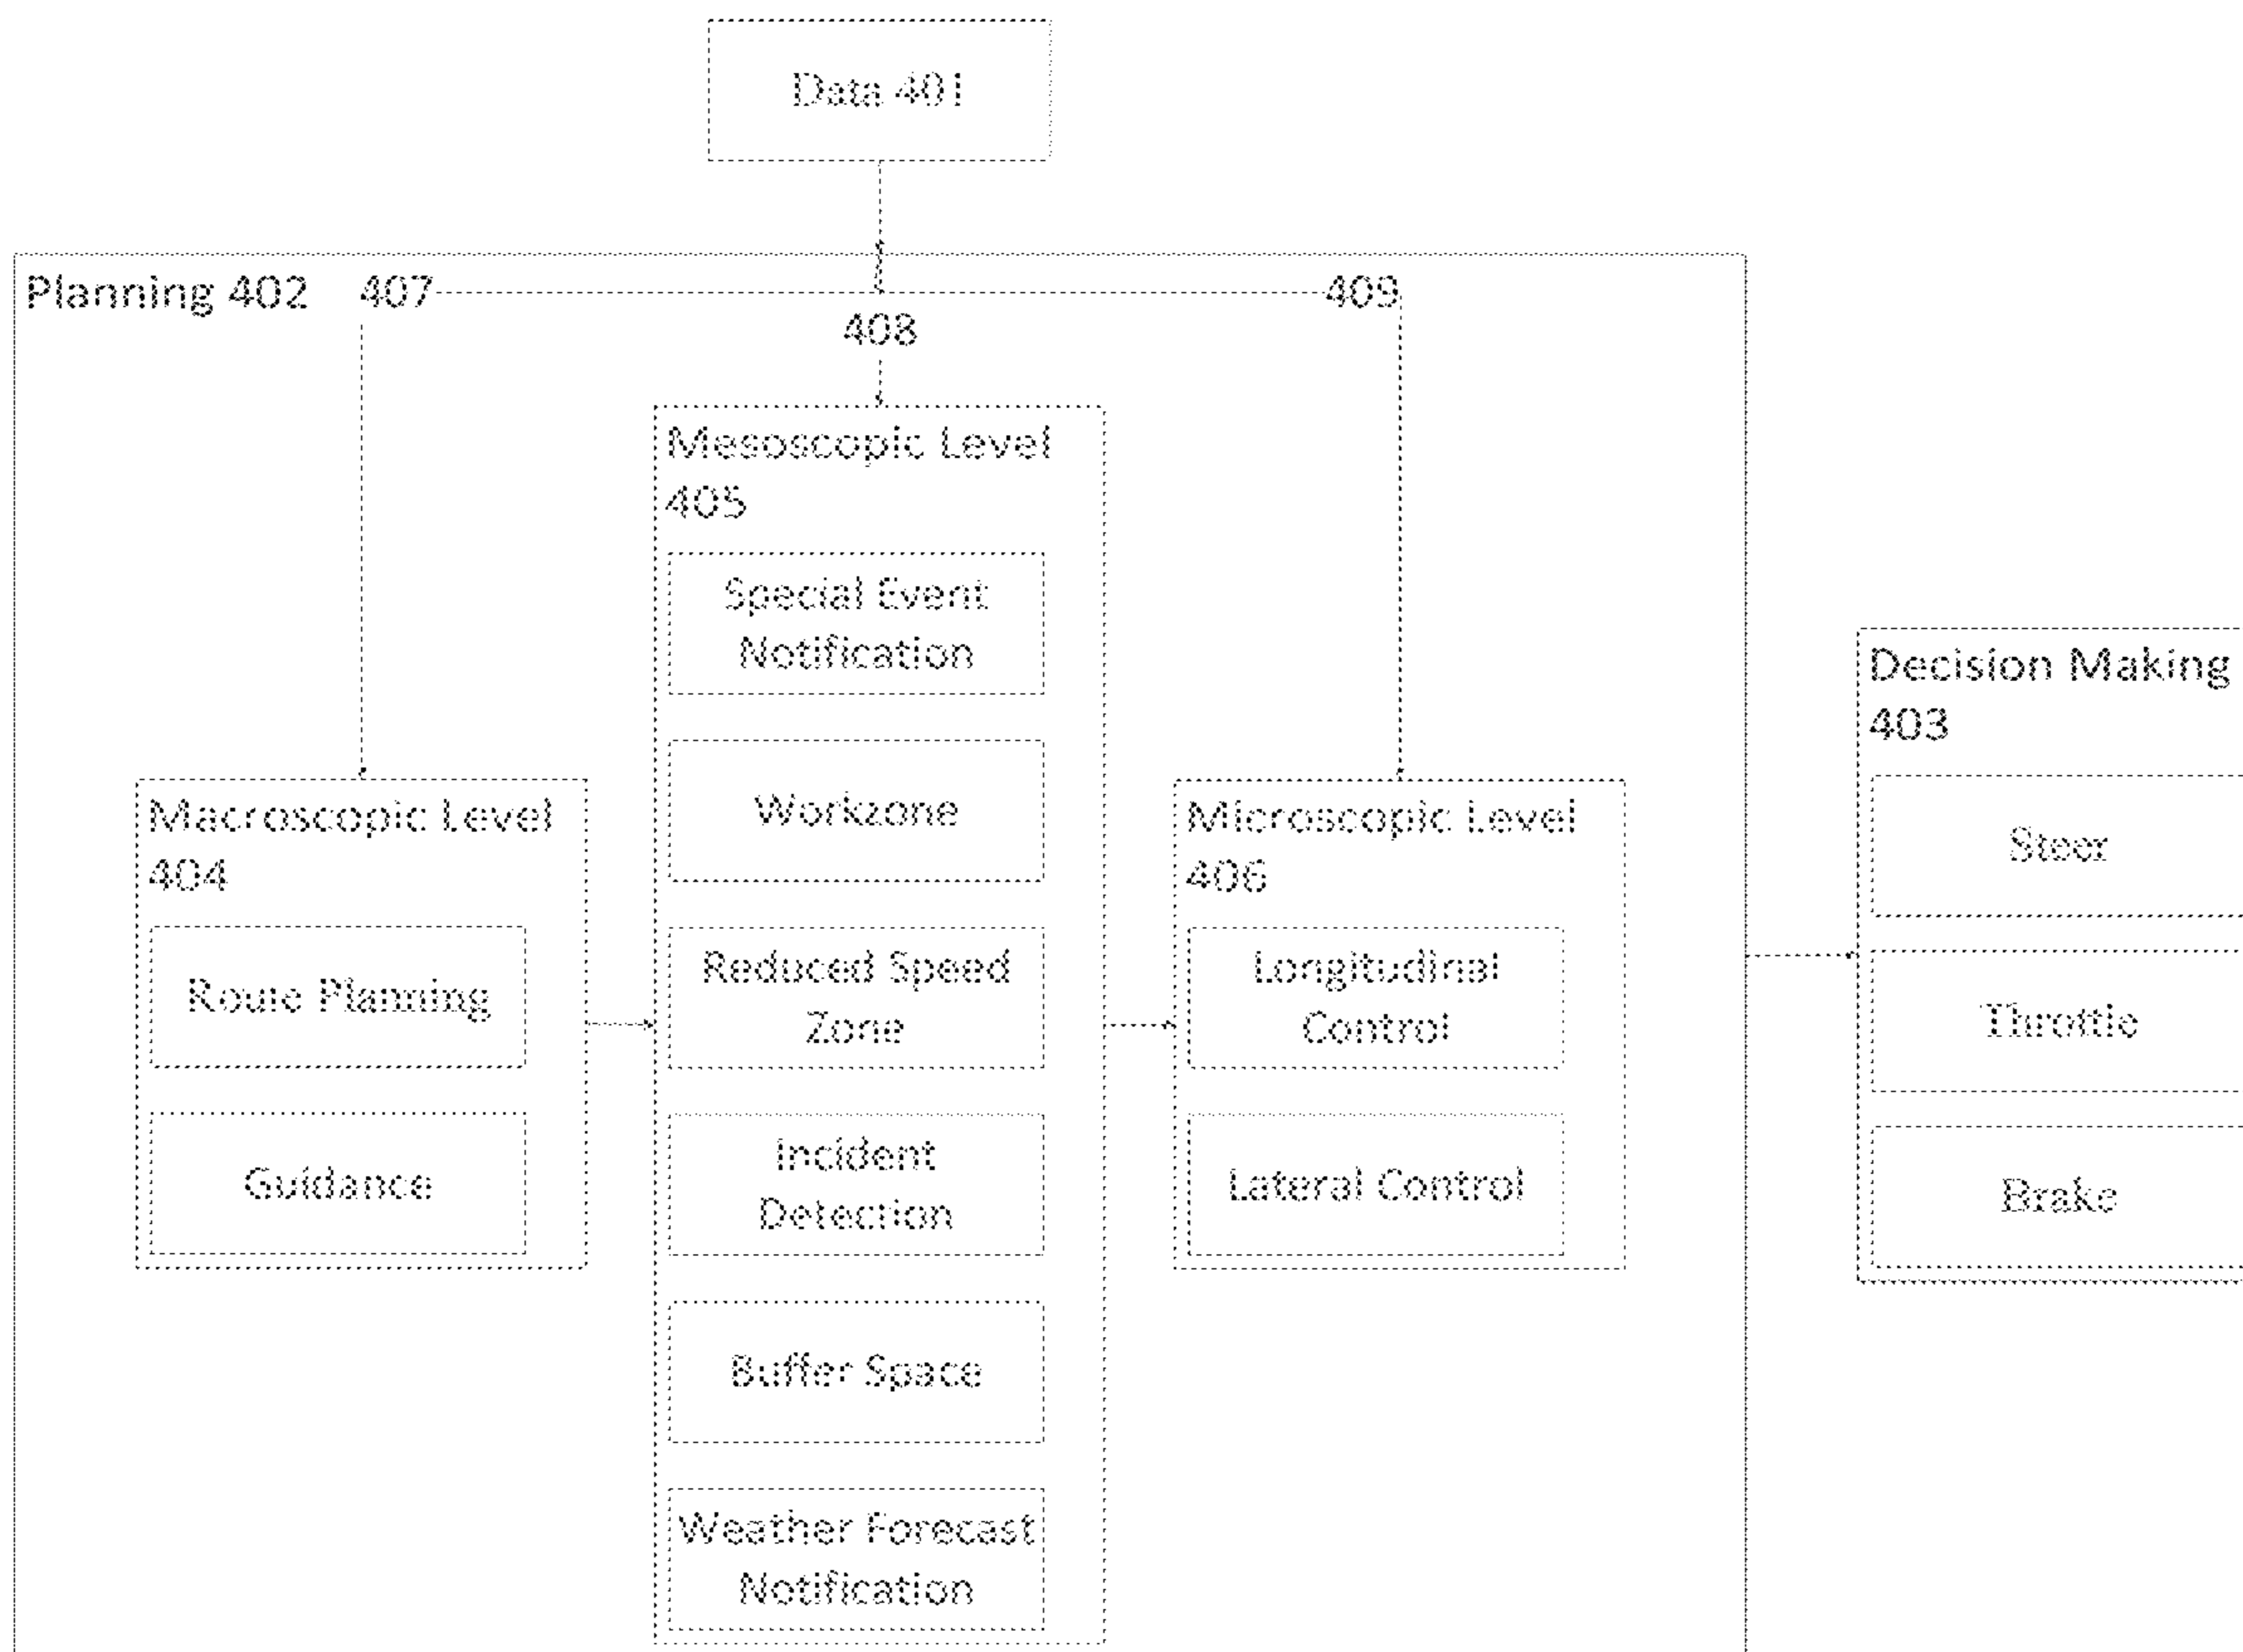 Data 401
Planning 402
407
409
408
Mesoscopic Level
405
Special Event
Notification
Workzone
Reduced Speed
Zone
Incident
Detection
Buffer Space
Weather Forecast
Notification
Macroscopic Level
404
Route Planning
Guidance
Microscopic Level
406
Longitudinal
Control
Lateral Control
Decision Making
403
Steer
Throttle
Brake